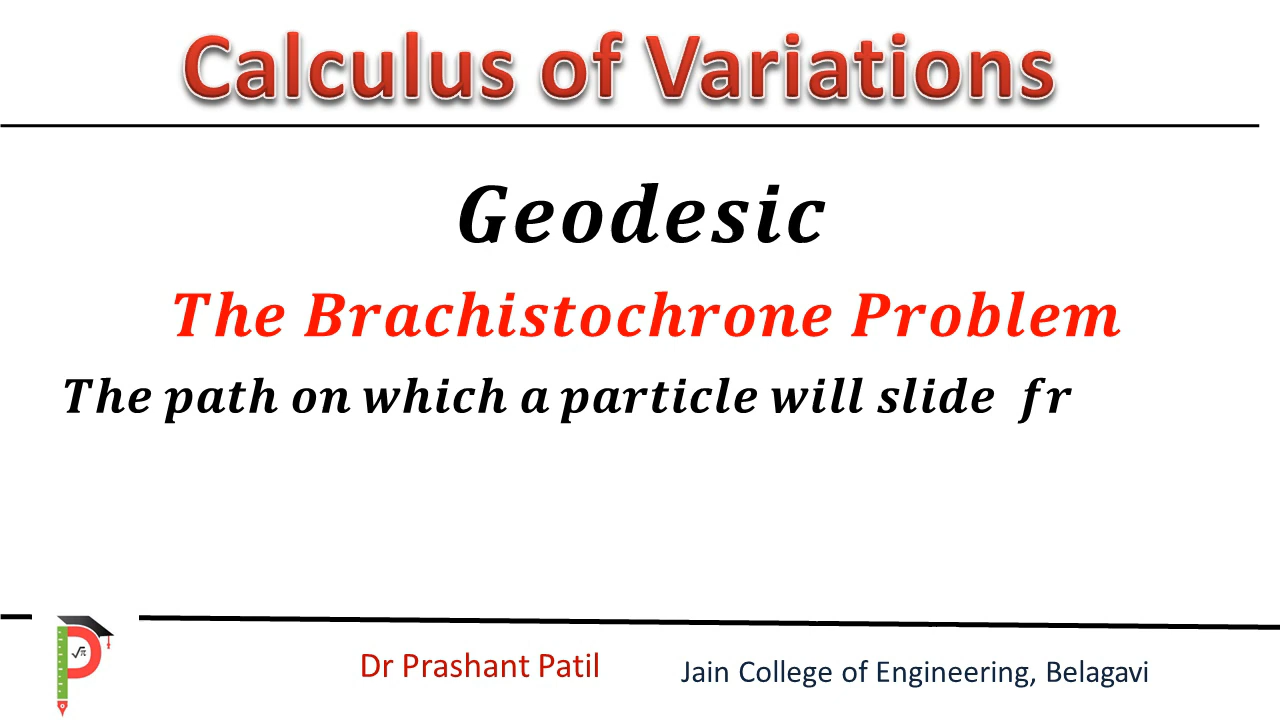 Calculus of Variations
Geodesic
The Brachistochrone Problem
The path on which a particle will slide fr
√π
Dr Prashant Patil
Jain College of Engineering, Belagavi